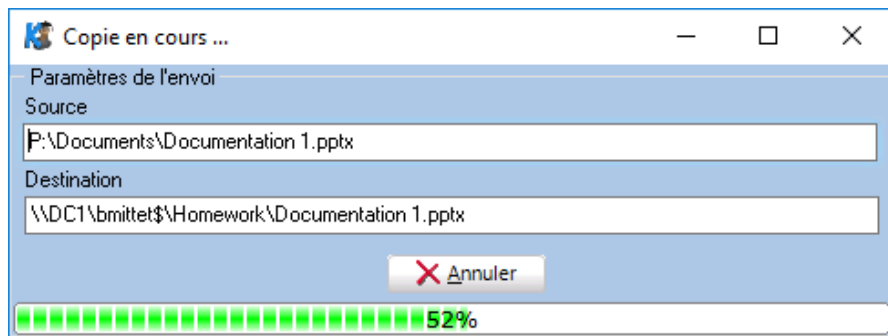 Copie en cours ...
Paramètres de l'envoi
Source
P:\Documents\Documentation 1.pptx
Destination
\\DC1\bmittet$\Homework\Documentation 1.pptx
Annuler
52%